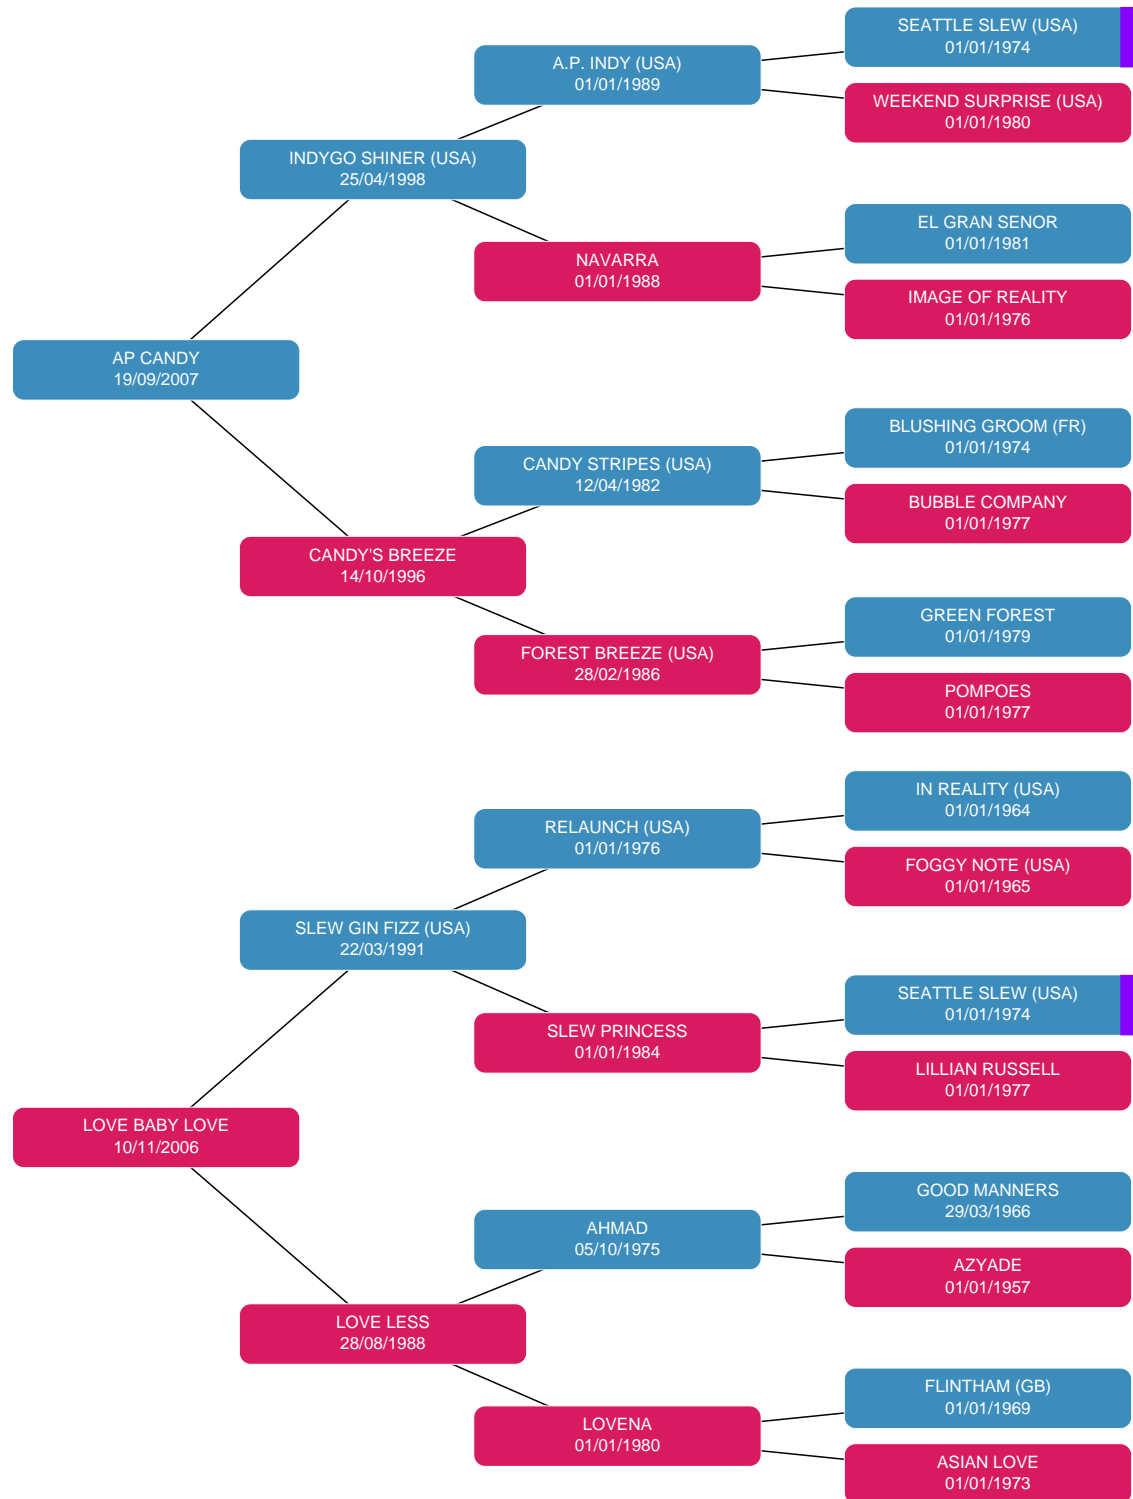 SEATTLE SLEW (USA)
01/01/1974
A.P. INDY (USA)
01/01/1989
WEEKEND SURPRISE (USA)
01/01/1980
INDYGO SHINER (USA)
25/04/1998
EL GRAN SENOR
01/01/1981
NAVARRA
01/01/1988
IMAGE OF REALITY
01/01/1976
AP CANDY
19/09/2007
BLUSHING GROOM (FR)
01/01/1974
CANDY STRIPES (USA)
12/04/1982
BUBBLE COMPANY
01/01/1977
CANDY'S BREEZE
14/10/1996
GREEN FOREST
01/01/1979
FOREST BREEZE (USA)
28/02/1986
POMPOES
01/01/1977
IN REALITY (USA)
01/01/1964
RELAUNCH (USA)
01/01/1976
FOGGY NOTE (USA)
01/01/1965
SLEW GIN FIZZ (USA)
22/03/1991
SEATTLE SLEW (USA)
01/01/1974
SLEW PRINCESS
01/01/1984
LILLIAN RUSSELL
01/01/1977
LOVE BABY LOVE
10/11/2006
GOOD MANNERS
29/03/1966
AHMAD
05/10/1975
AZYADE
01/01/1957
LOVE LESS
28/08/1988
FLINTHAM (GB)
01/01/1969
LOVENA
01/01/1980
ASIAN LOVE
01/01/1973